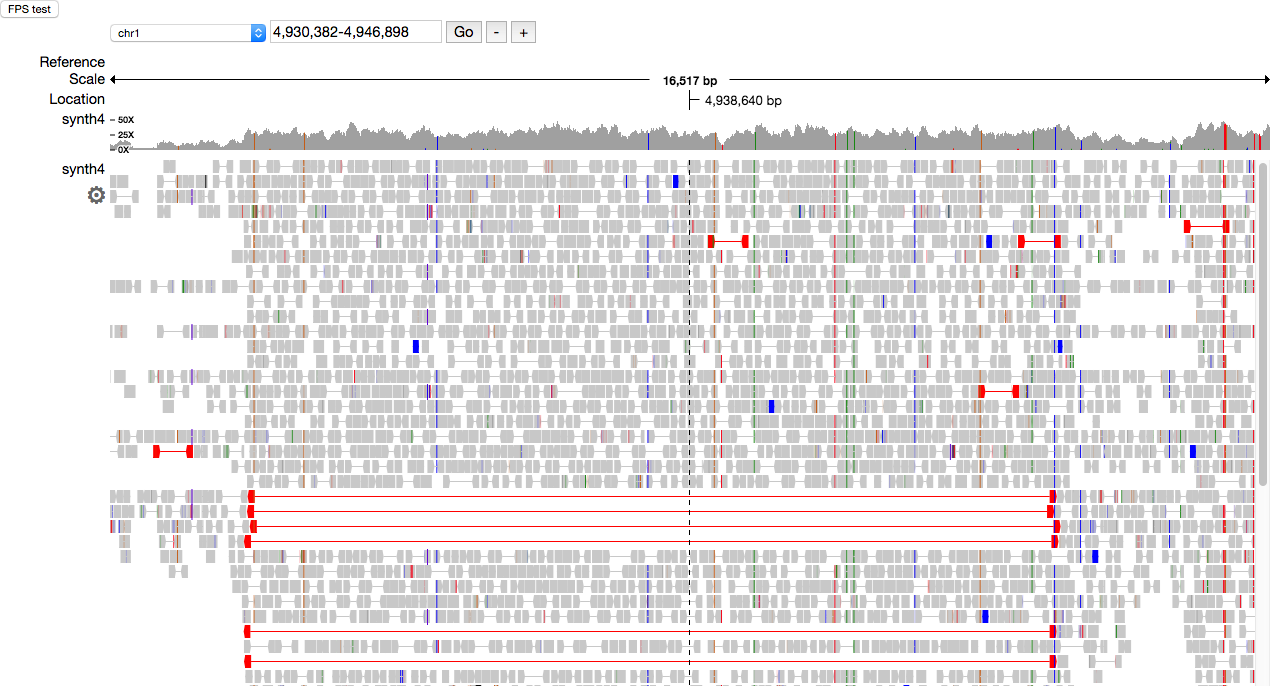 FPS test
chr1 4,930,382-4,946,898 Go - +
Reference
Scale 16,517 bp
Location 4,938,640 bp
synth4 50X
25X
0X
synth4